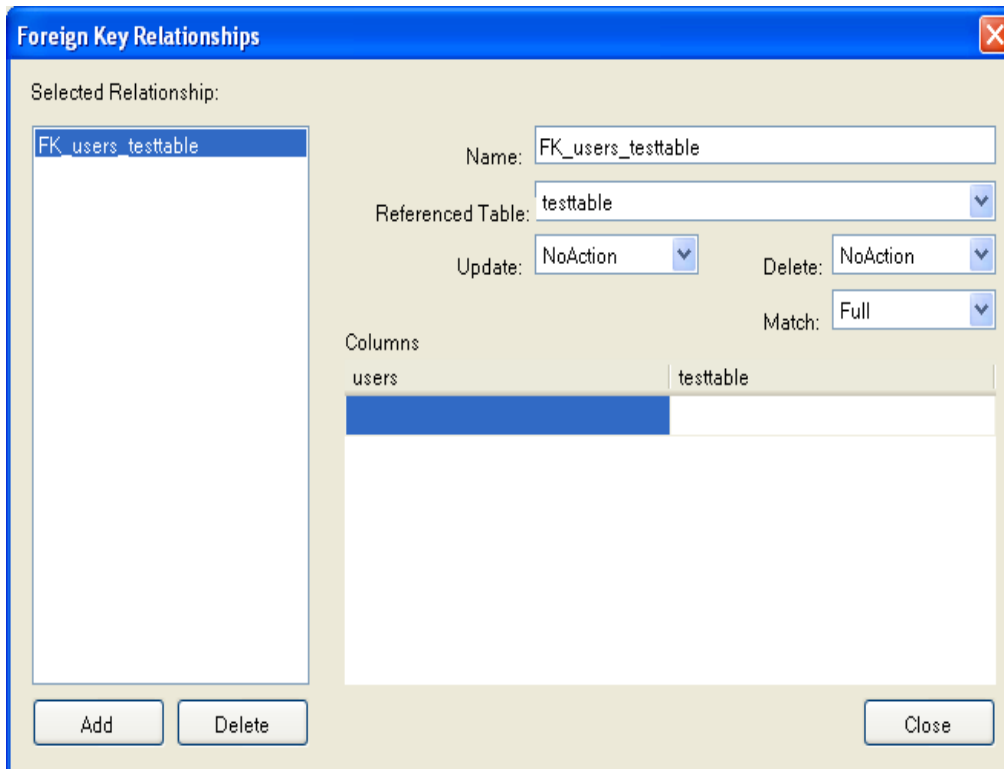 Foreign Key Relationships
Selected Relationship:
FK_users_testtable
Name: FK_users_testtable
Referenced Table: testtable
Update: NoAction Delete: NoAction
Match: Full
Columns
users testtable
Add Delete Close